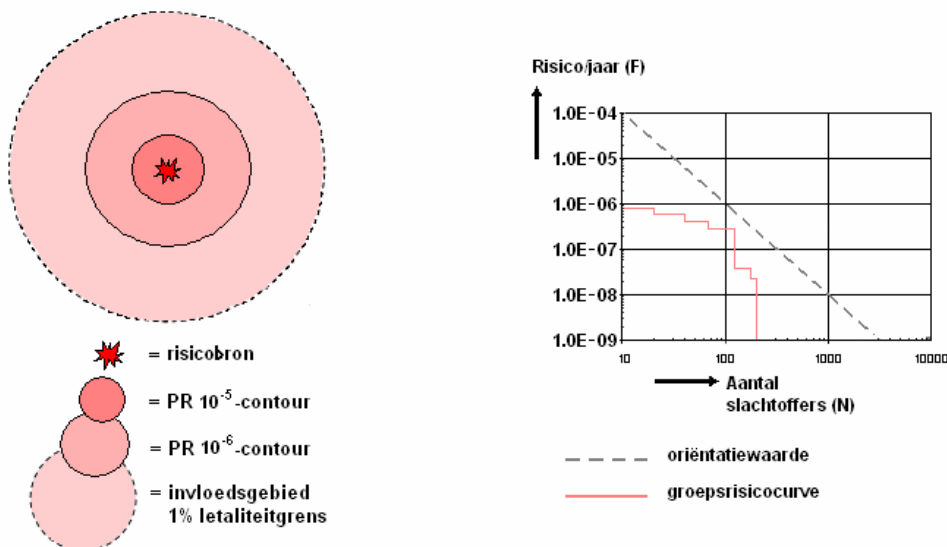 = risicobron
= PR 10⁻⁵-contour
= PR 10⁻⁶-contour
= invloedsgebied
1% letaliteitgrens
Risico/jaar (F)
1.0E-04
1.0E-05
1.0E-06
1.0E-07
1.0E-08
1.0E-09
10 100 1000 10000
Aantal
slachtoffers (N)
oriëntatiewaarde
groepsrisicocurve